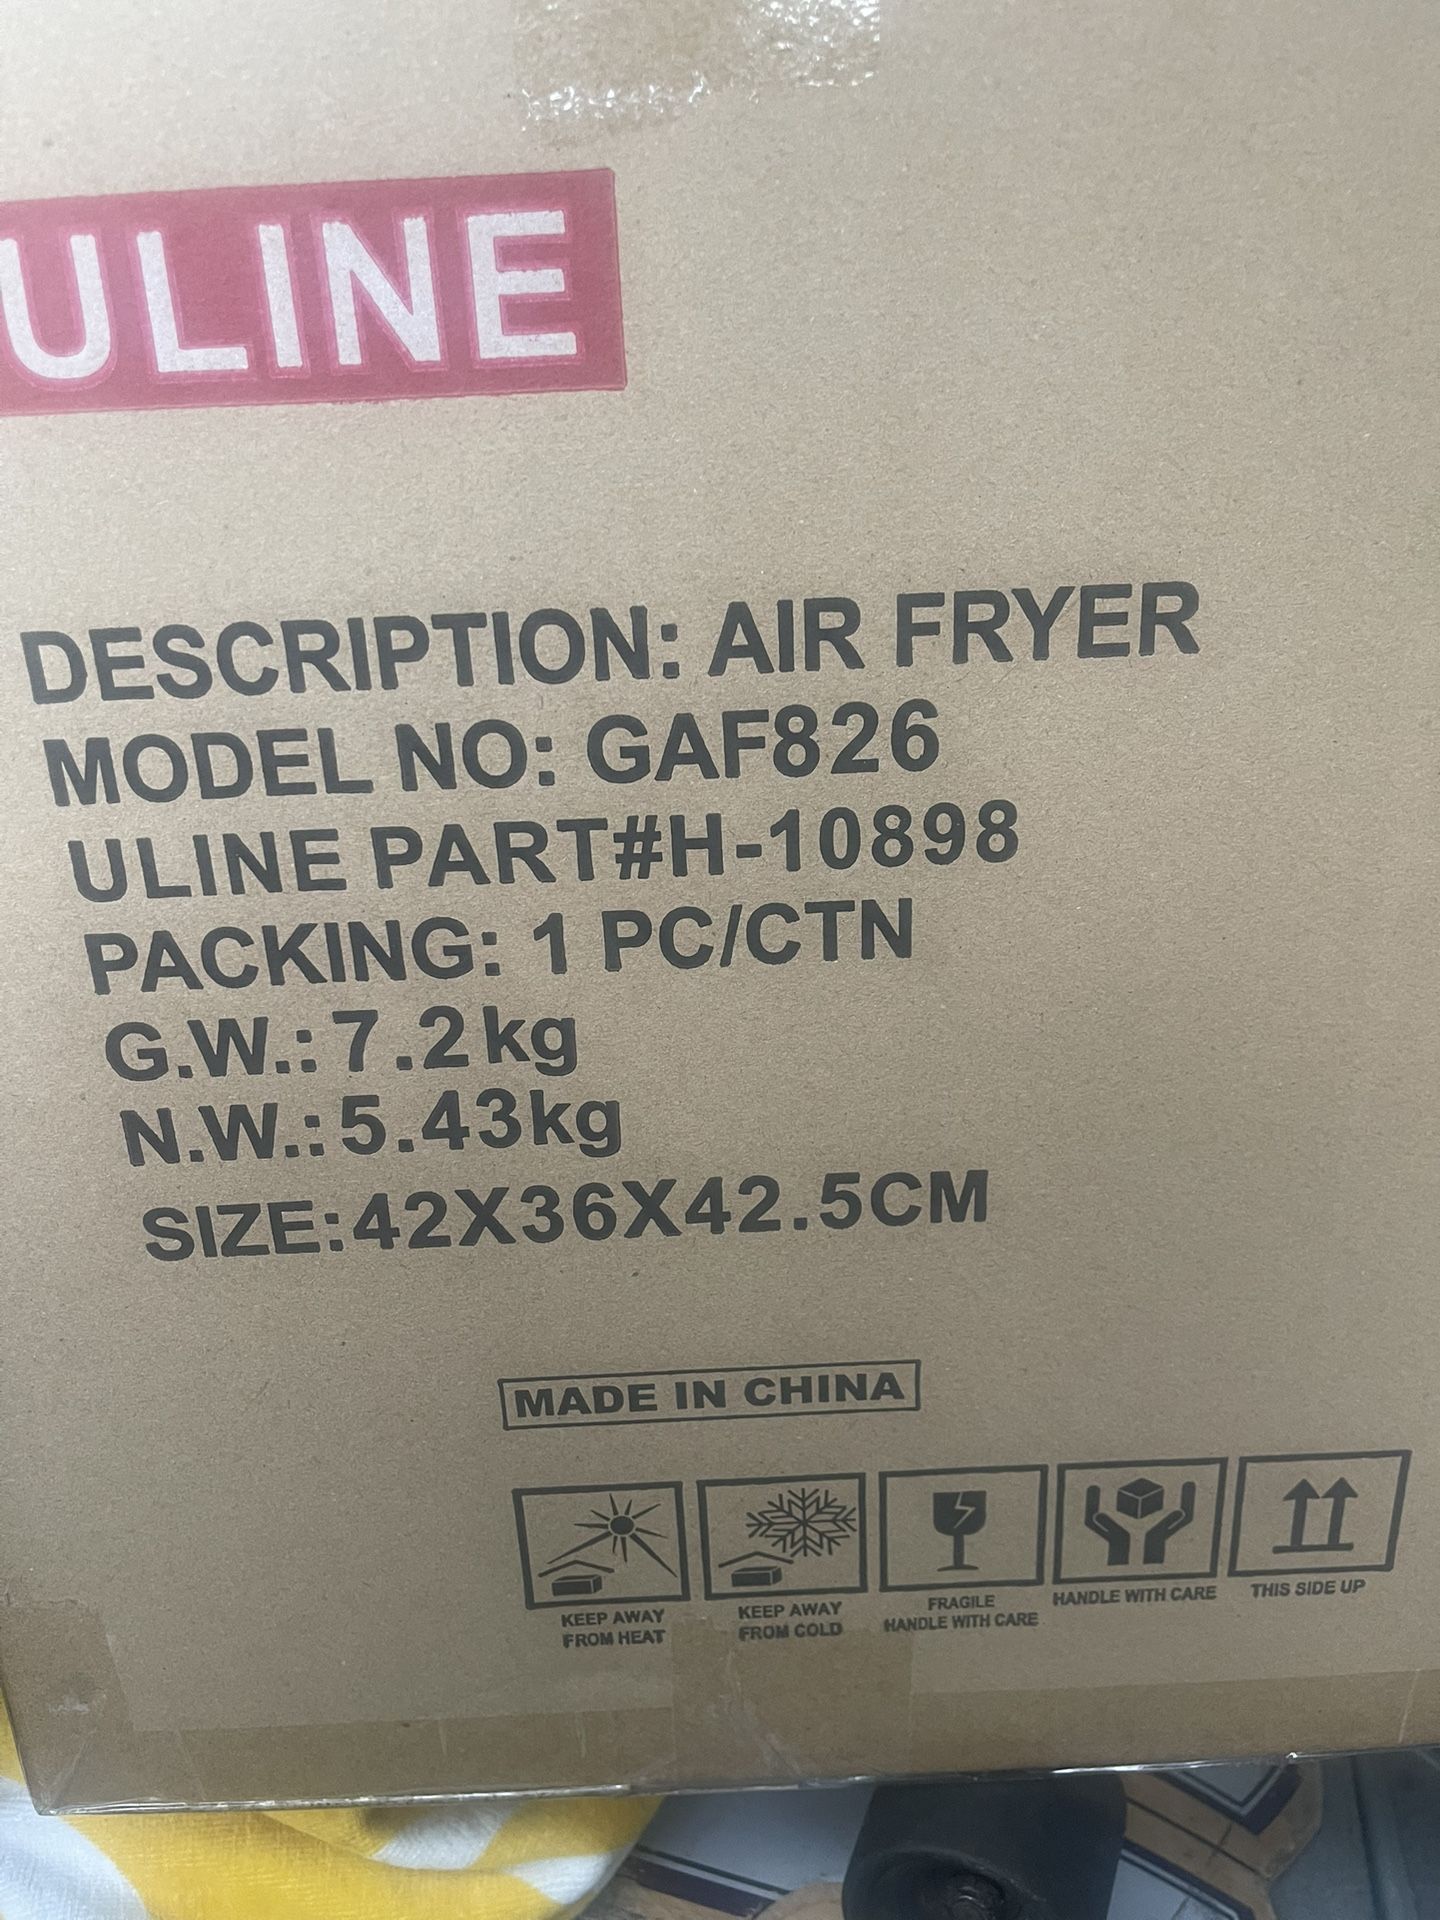 ULINE
DESCRIPTION: AIR FRYER
MODEL NO: GAF826
ULINE PART#H-10898
PACKING: 1 PC/CTN
G.W.: 7.2kg
N.W.: 5.43kg
SIZE: 42X36X42.5CM
MADE IN CHINA
KEEP AWAY
FROM HEAT
KEEP AWAY
FROM COLD
FRAGILE
HANDLE WITH CARE
HANDLE WITH CARE
THIS SIDE UP